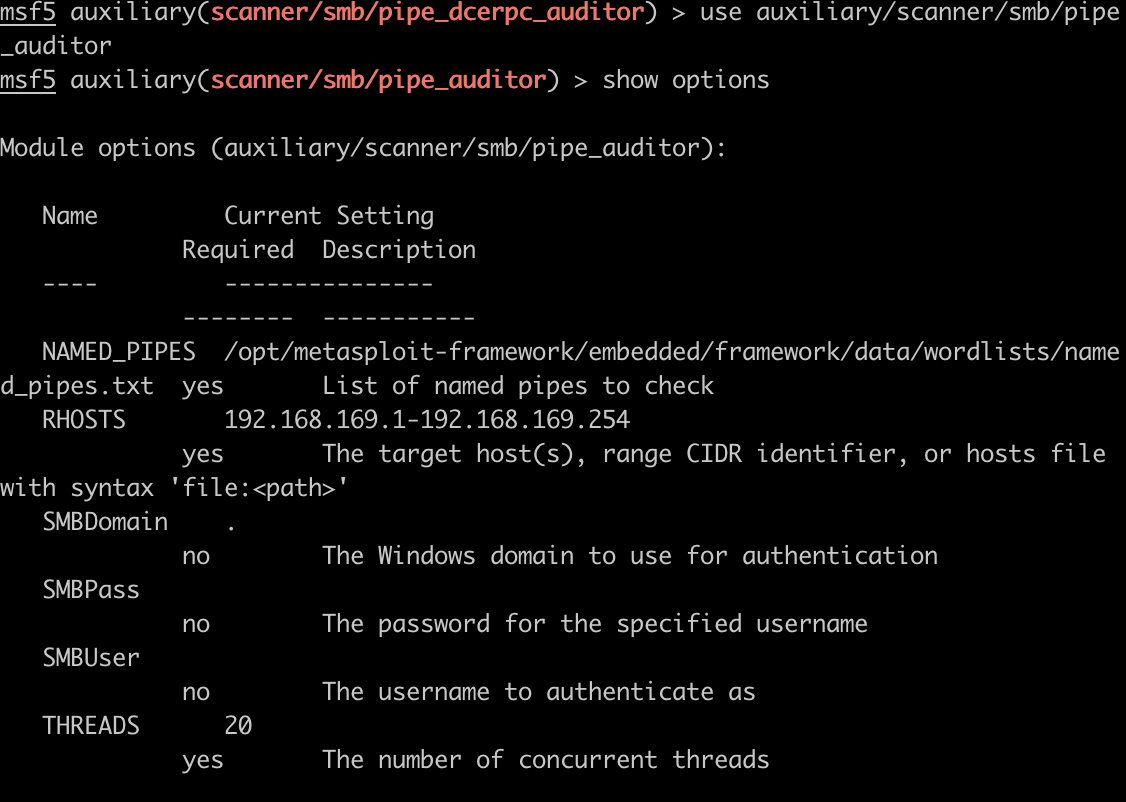 msf5 auxiliary(scanner/smb/pipe_dcerpc_auditor) > use auxiliary/scanner/smb/pipe
_auditor
msf5 auxiliary(scanner/smb/pipe_auditor) > show options
Module options (auxiliary/scanner/smb/pipe_auditor):
Name Current Setting
Required Description
---- ---------------
-------- -----------
NAMED_PIPES /opt/metasploit-framework/embedded/framework/data/wordlists/name
d_pipes.txt yes List of named pipes to check
RHOSTS 192.168.169.1-192.168.169.254
yes The target host(s), range CIDR identifier, or hosts file
with syntax 'file:<path>'
SMBDomain .
no The Windows domain to use for authentication
SMBPass
no The password for the specified username
SMBUser
no The username to authenticate as
THREADS 20
yes The number of concurrent threads